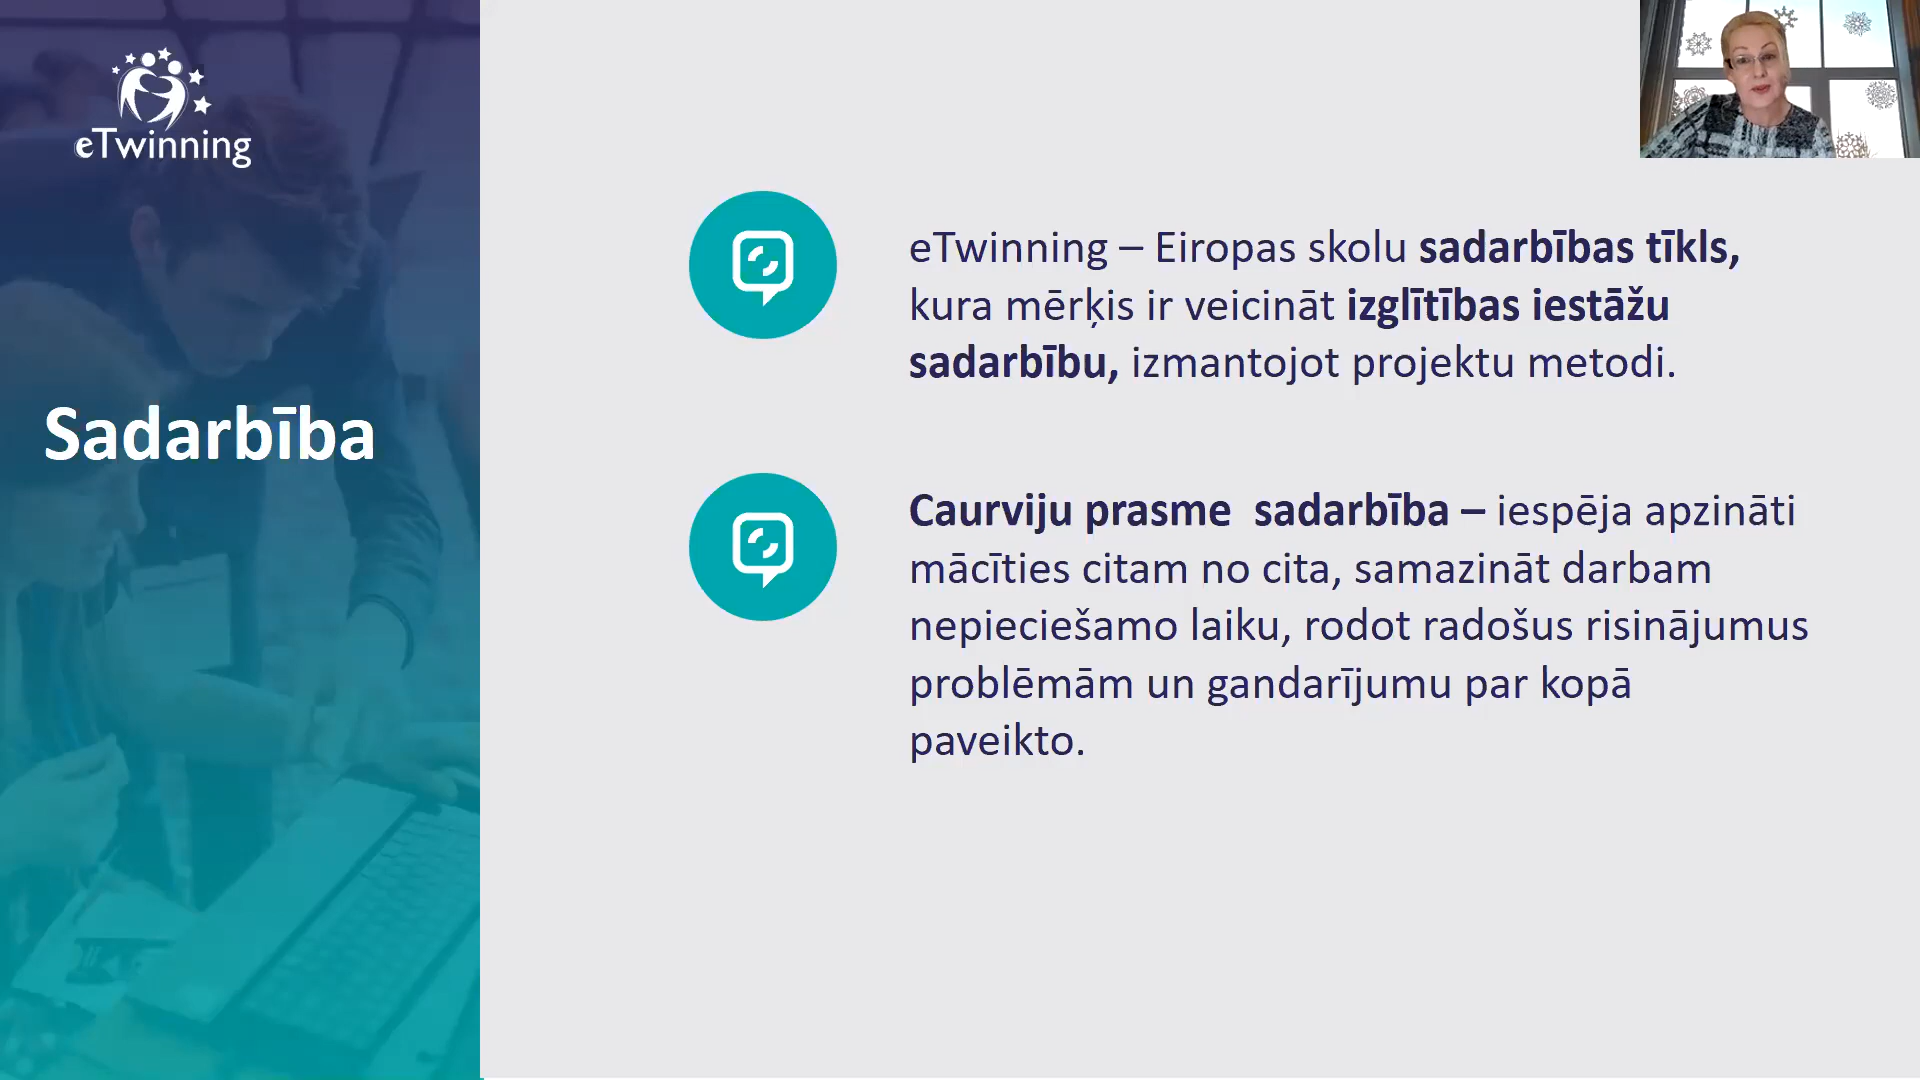 eTwinning
Sadarbība
eTwinning – Eiropas skolu sadarbības tīkls,
kura mērķis ir veicināt izglītības iestāžu
sadarbību, izmantojot projektu metodi.
Caurviju prasme  sadarbība – iespēja apzināti
mācīties citam no cita, samazināt darbam
nepieciešamo laiku, rodot radošus risinājumus
problēmām un gandarījumu par kopā
paveikto.